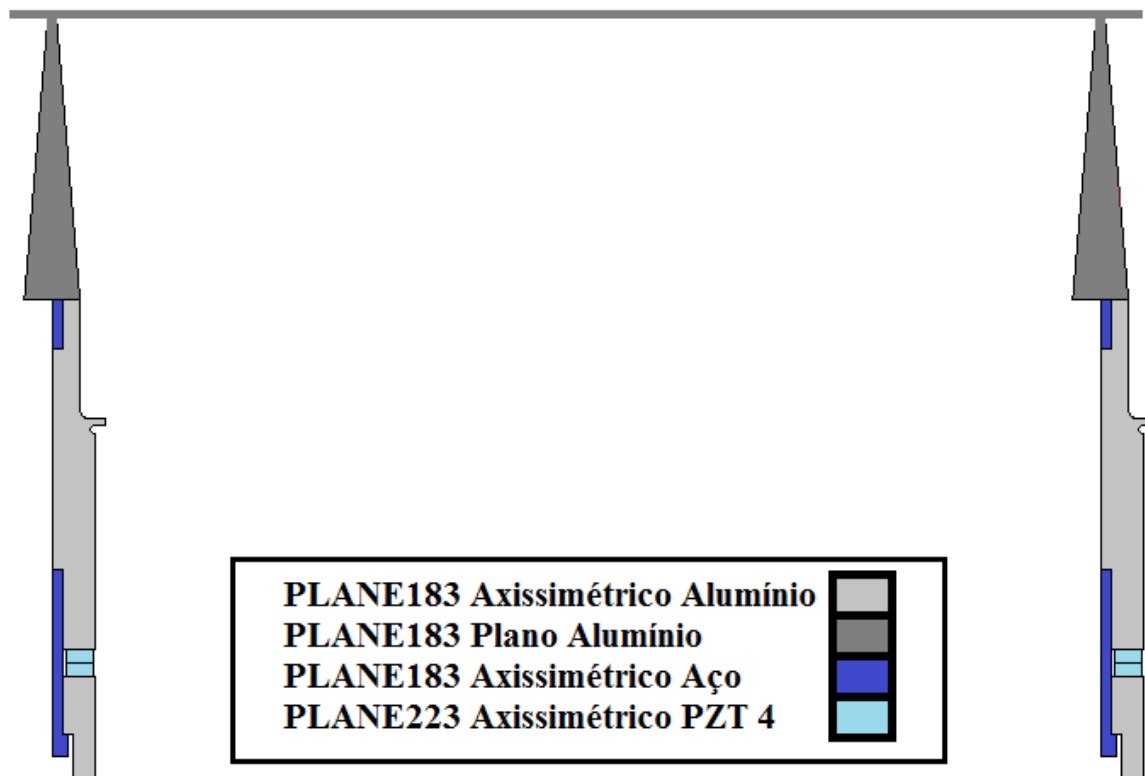 PLANE183 Axissimétrico Alumínio
PLANE183 Plano Alumínio
PLANE183 Axissimétrico Aço
PLANE223 Axissimétrico PZT 4